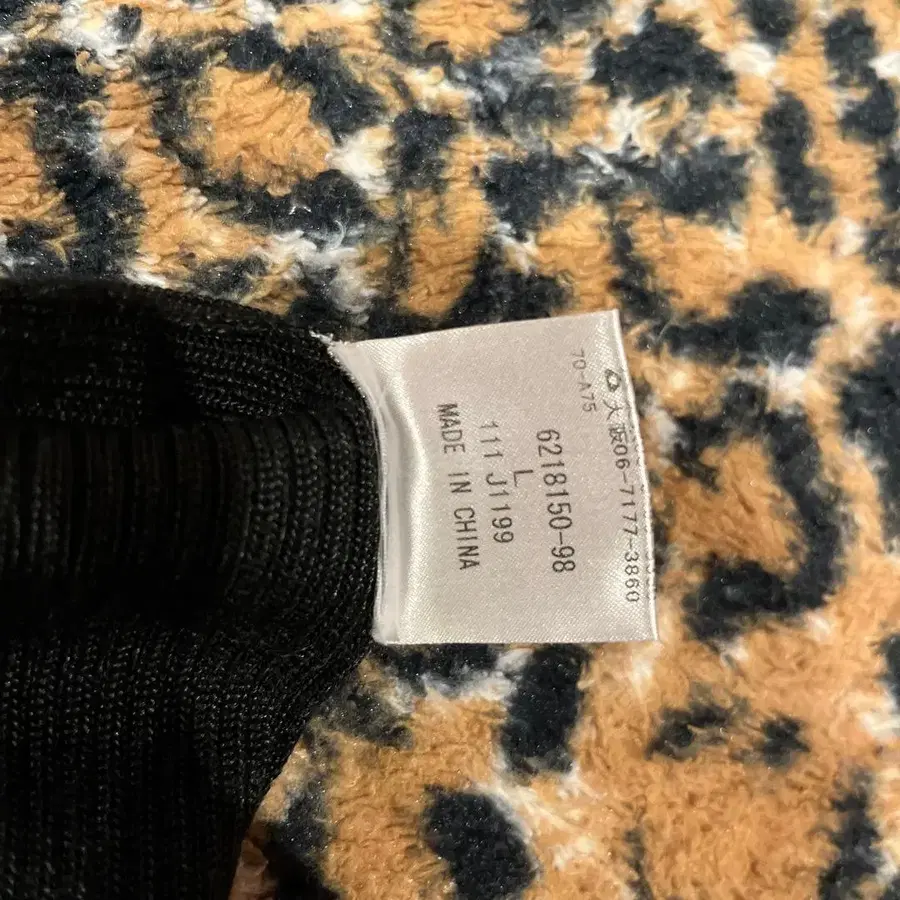 70-A75
大阪06-7177-3860
6218150-98
L
111 J1199
MADE IN CHINA